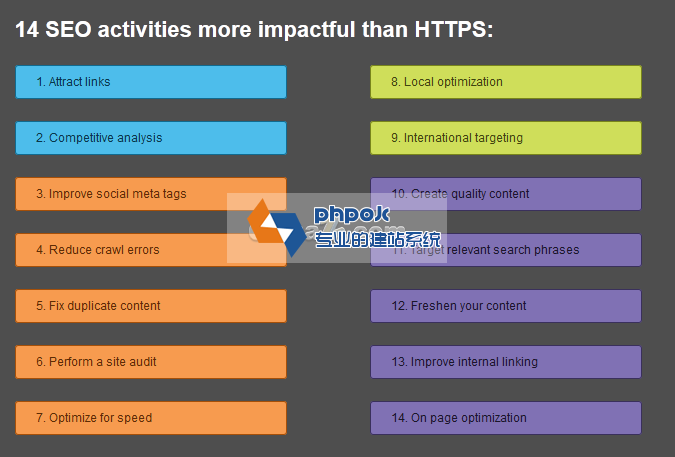 14 SEO activities more impactful than HTTPS:
1. Attract links
2. Competitive analysis
3. Improve social meta tags
4. Reduce crawl errors
5. Fix duplicate content
6. Perform a site audit
7. Optimize for speed
8. Local optimization
9. International targeting
10. Create quality content
11. Target relevant search phrases
12. Freshen your content
13. Improve internal linking
14. On page optimization
phpok
专业的建站系统